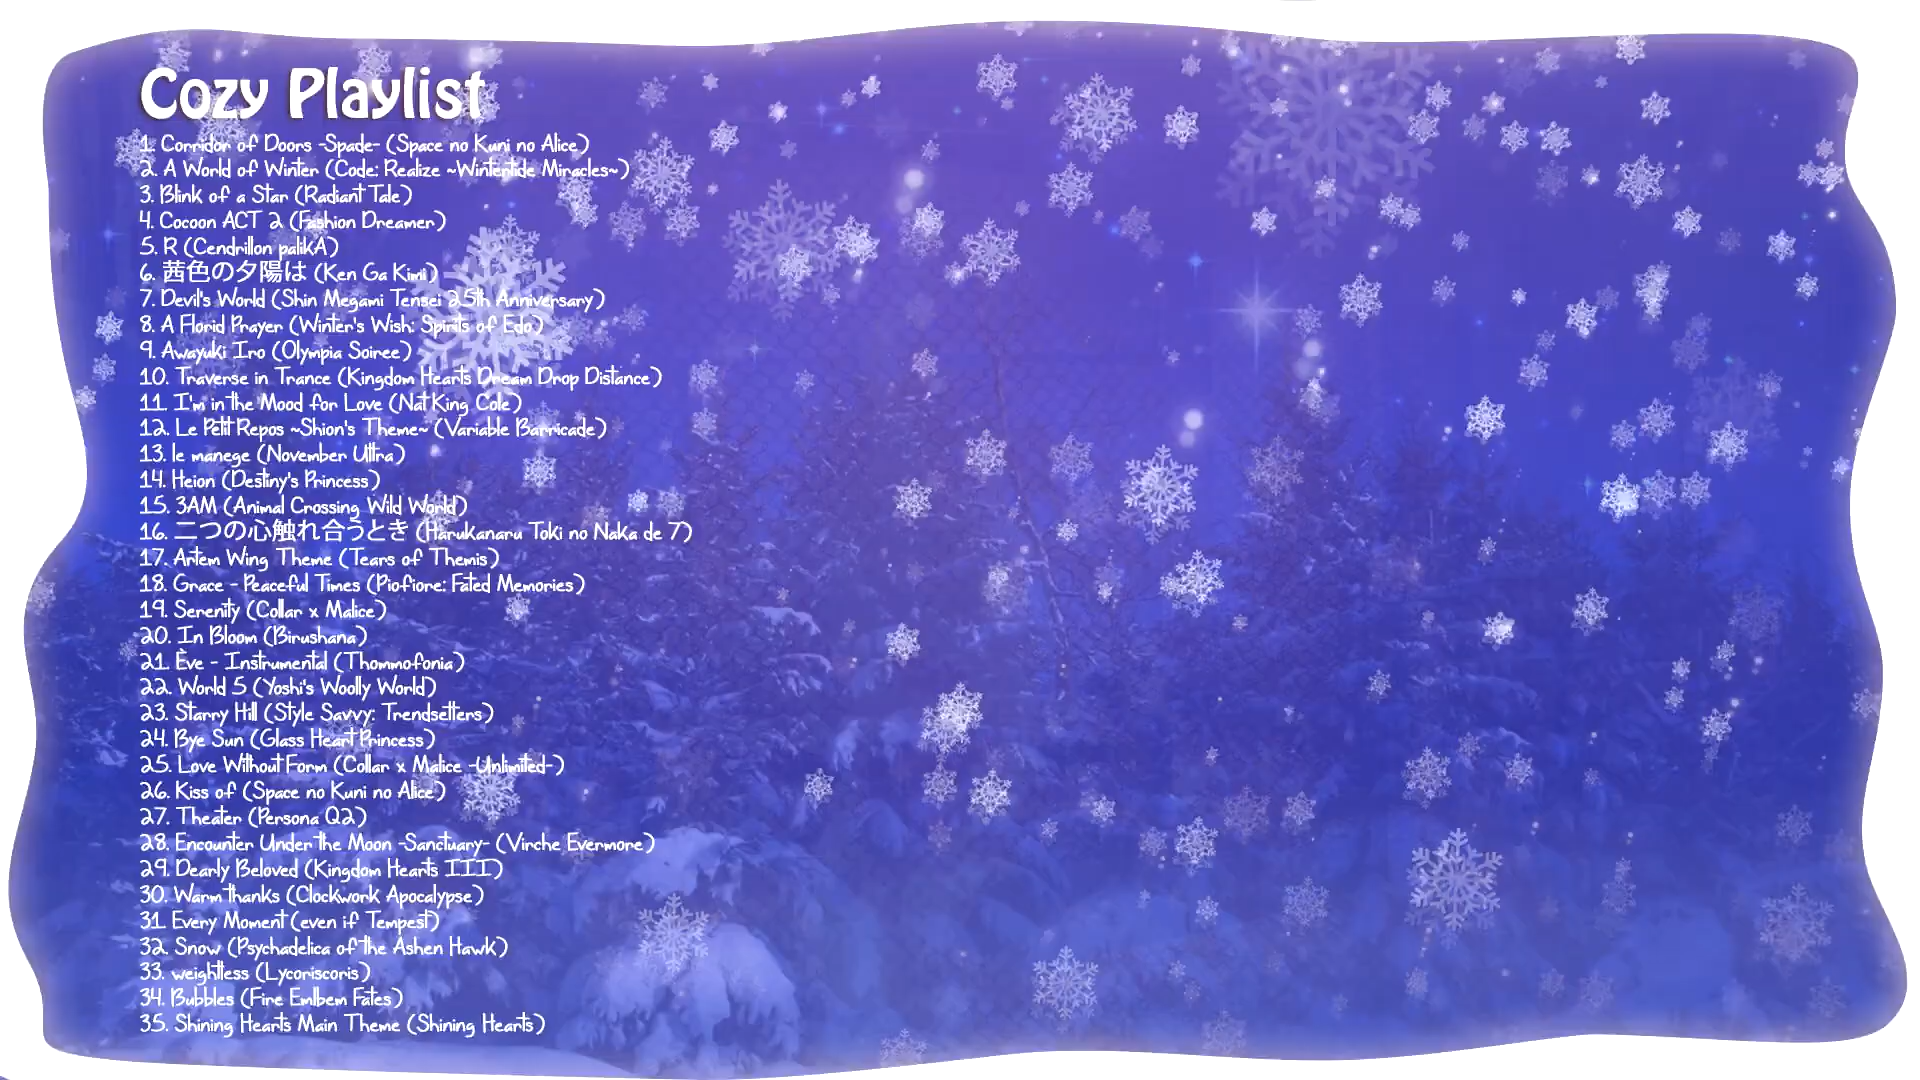 Cozy Playlist
1. Corridor of Doors -Spade- (Space no Kuni no Alice)
2. A World of Winter (Code: Realize ~Wintertide Miracles~)
3. Blink of a Star (Radiant Tale)
4. Cocoon ACT 2 (Fashion Dreamer)
5. R (Cendrillon palikA)
6. 茜色の夕陽は (Ken Ga Kimi)
7. Devil's World (Shin Megami Tensei 25th Anniversary)
8. A Florid Prayer (Winter's Wish: Spirits of Edo)
9. Awayuki Iro (Olympia Soiree)
10. Traverse in Trance (Kingdom Hearts Dream Drop Distance)
11. I'm in the Mood for Love (Nat King Cole)
12. Le Petit Repos ~Shion's Theme~ (Variable Barricade)
13. le manege (November Ultra)
14. Heion (Destiny's Princess)
15. 3AM (Animal Crossing Wild World)
16. 二つの心触れ合うとき (Harukanaru Toki no Naka de 7)
17. Artem Wing Theme (Tears of Themis)
18. Grace - Peaceful Times (Piofiore: Fated Memories)
19. Serenity (Collar x Malice)
20. In Bloom (Birushana)
21. Ève - Instrumental (Thommofonia)
22. World 5 (Yoshi's Woolly World)
23. Starry Hill (Style Savvy: Trendsetters)
24. Bye Sun (Glass Heart Princess)
25. Love Without Form (Collar x Malice -Unlimited-)
26. Kiss of (Space no Kuni no Alice)
27. Theater (Persona Q2)
28. Encounter Under the Moon -Sanctuary- (Virche Evermore)
29. Dearly Beloved (Kingdom Hearts III)
30. Warm thanks (Clockwork Apocalypse)
31. Every Moment (even if Tempest)
32. Snow (Psychadelica of the Ashen Hawk)
33. weightless (Lycoriscoris)
34. Bubbles (Fire Emlbem Fates)
35. Shining Hearts Main Theme (Shining Hearts)